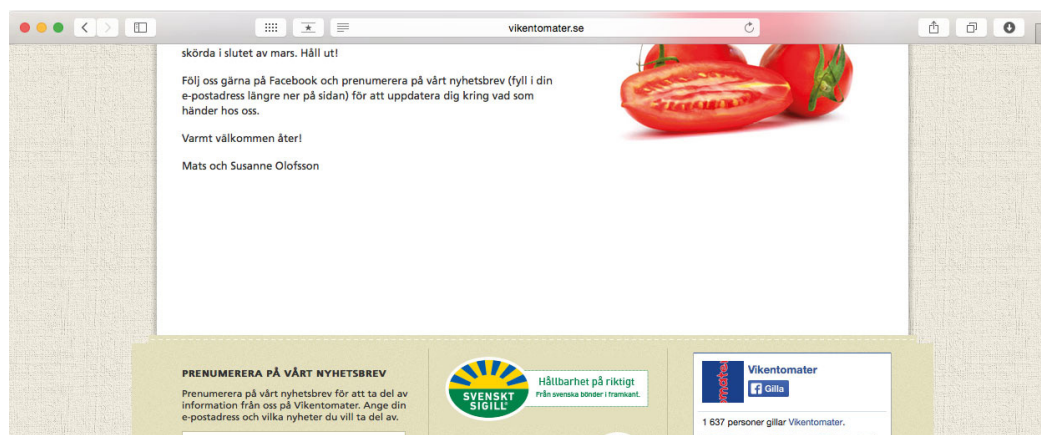 vikentomater.se
skörda i slutet av mars. Håll ut!
Följ oss gärna på Facebook och prenumerera på vårt nyhetsbrev (fyll i din
e-postadress längre ner på sidan) för att uppdatera dig kring vad som
händer hos oss.
Varmt välkommen åter!
Mats och Susanne Olofsson
PRENUMERERA PÅ VÅRT NYHETSBREV
Prenumerera på vårt nyhetsbrev för att ta del av
information från oss på Vikentomater. Ange din
e-postadress och vilka nyheter du vill ta del av.
SVENSKT
SIGILL
Hållbarhet på riktigt
Från svenska bönder i framkant.
mater
Vikentomater
Gilla
1 637 personer gillar Vikentomater.